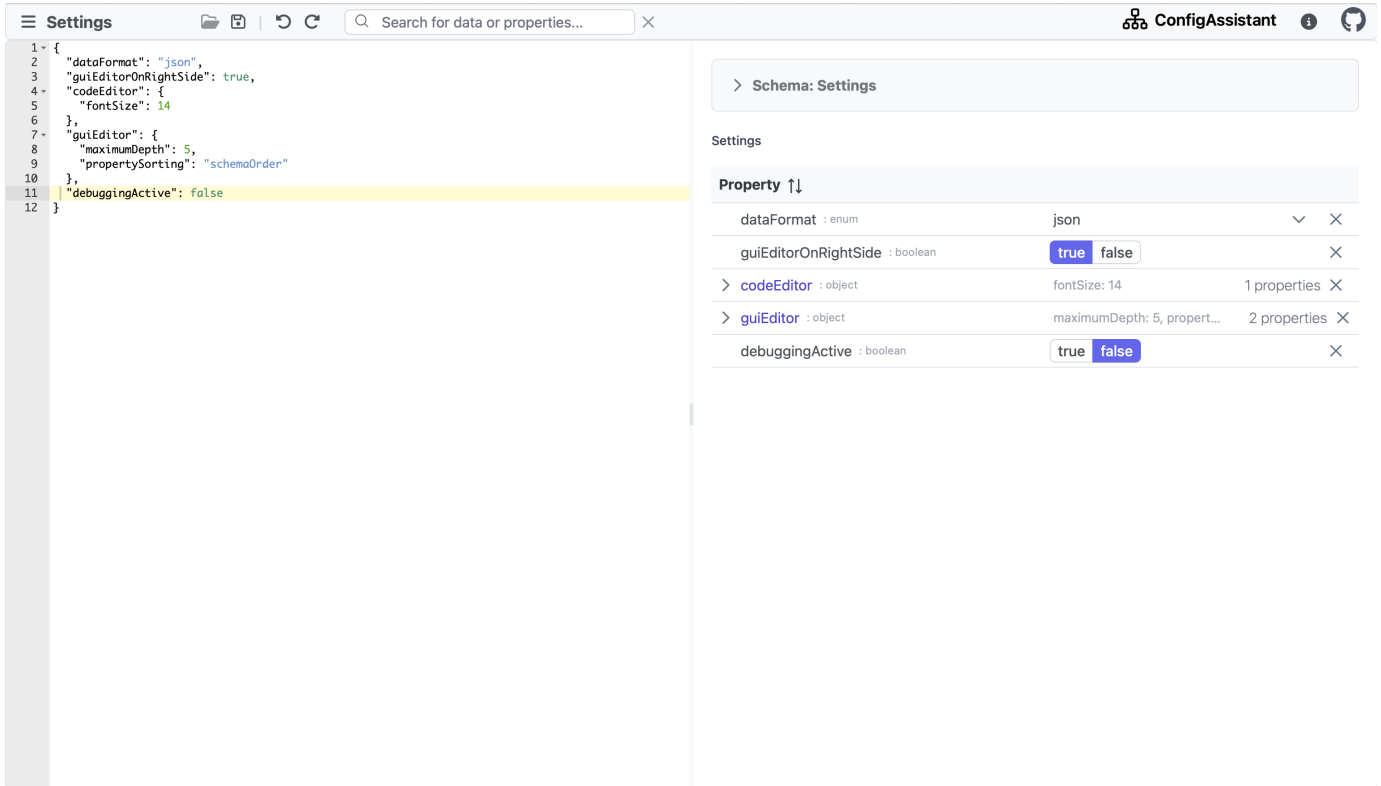 Settings
Search for data or properties...
ConfigAssistant
1 {
2 "dataFormat": "json",
3 "guiEditorOnRightSide": true,
4 "codeEditor": {
5 "fontSize": 14
6 },
7 "guiEditor": {
8 "maximumDepth": 5,
9 "propertySorting": "schemaOrder"
10 },
11 "debuggingActive": false
12 }
Schema: Settings
Settings
Property
dataFormat : enum json
guiEditorOnRightSide : boolean true false
codeEditor : object fontSize: 14 1 properties
guiEditor : object maximumDepth: 5, propert... 2 properties
debuggingActive : boolean true false